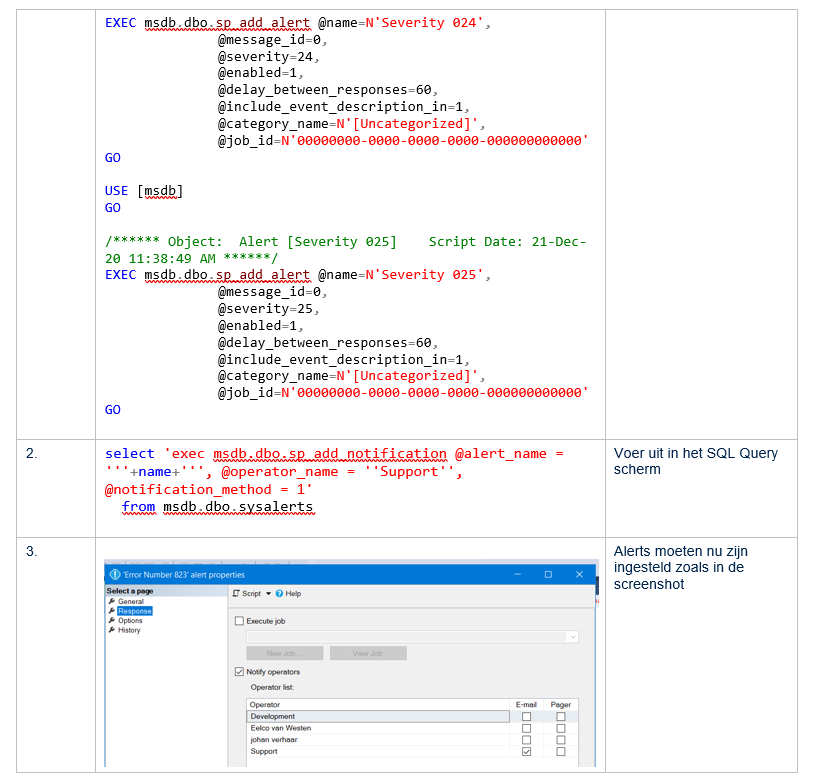 EXEC msdb.dbo.sp_add_alert @name=N'Severity 024',
@message_id=0,
@severity=24,
@enabled=1,
@delay_between_responses=60,
@include_event_description_in=1,
@category_name=N'[Uncategorized]',
@job_id=N'00000000-0000-0000-0000-000000000000'
GO
USE [msdb]
GO
/****** Object:  Alert [Severity 025]    Script Date: 21-Dec-
20 11:38:49 AM ******/
EXEC msdb.dbo.sp_add_alert @name=N'Severity 025',
@message_id=0,
@severity=25,
@enabled=1,
@delay_between_responses=60,
@include_event_description_in=1,
@category_name=N'[Uncategorized]',
@job_id=N'00000000-0000-0000-0000-000000000000'
GO
2.
select 'exec msdb.dbo.sp_add_notification @alert_name =
'''+name+''', @operator_name = ''Support'',
@notification_method = 1'
from msdb.dbo.sysalerts
Voer uit in het SQL Query
scherm
3.
'Error Number 823' alert properties
Select a page
General
Response
Options
History
Script
Help
Execute job
New Job...
View Job
Notify operators
Operator list:
Operator E-mail Pager
Development
Eelco van Westen
johan verhaar
Support
Alerts moeten nu zijn
ingesteld zoals in de
screenshot